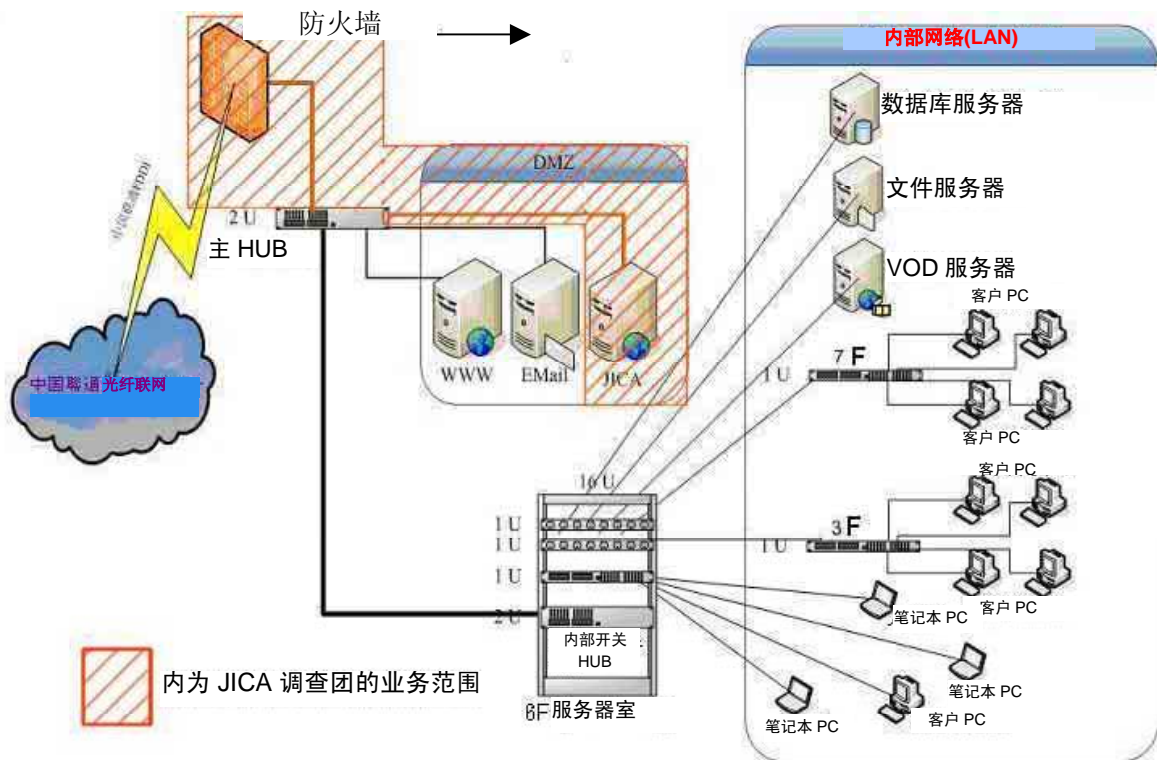 防火墙
内部网络(LAN)
数据库服务器
DMZ
文件服务器
2 U
主 HUB
VOD 服务器
客户 PC
WWW
EMail
JICA
7 F
1 U
中国联通光纤联网
客户 PC
客户 PC
16 U
1 U
3 F
1 U
1 U
1 U
客户 PC
笔记本 PC
2 U
内部开关
HUB
内为 JICA 调查团的业务范围
笔记本 PC
6F服务器室
客户 PC
笔记本 PC